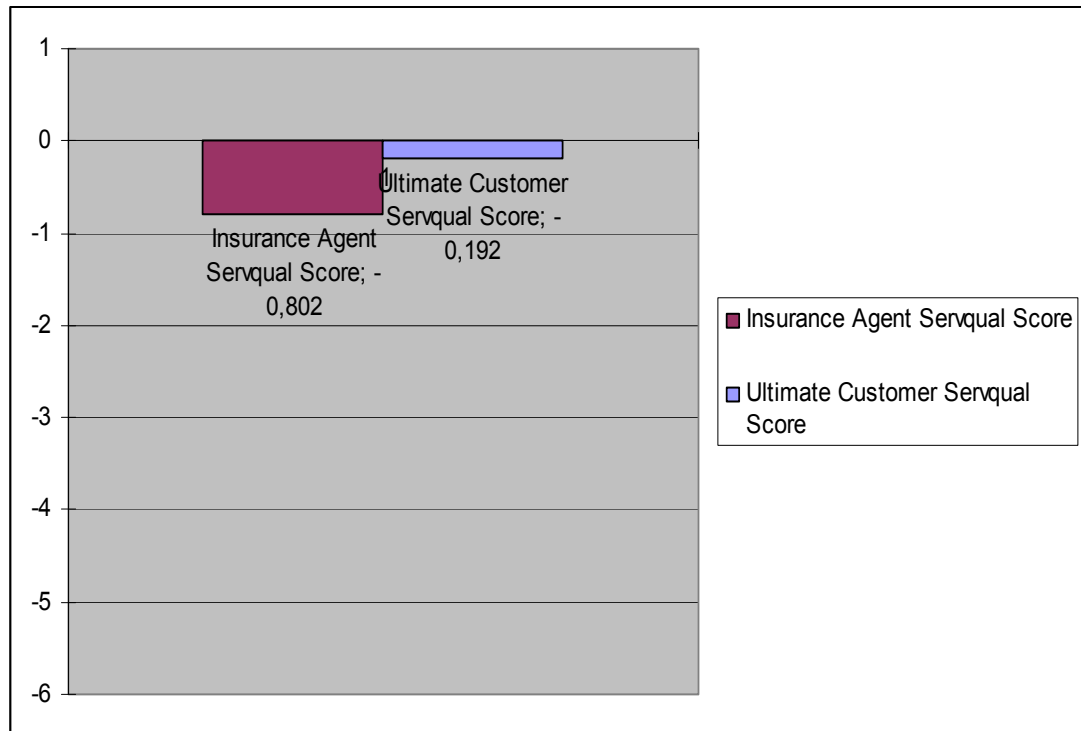 1
0
-1
-2
-3
-4
-5
-6
1
Ultimate Customer
Servqual Score; -
0,192
Insurance Agent
Servqual Score; -
0,802
Insurance Agent Servqual Score
Ultimate Customer Servqual
Score